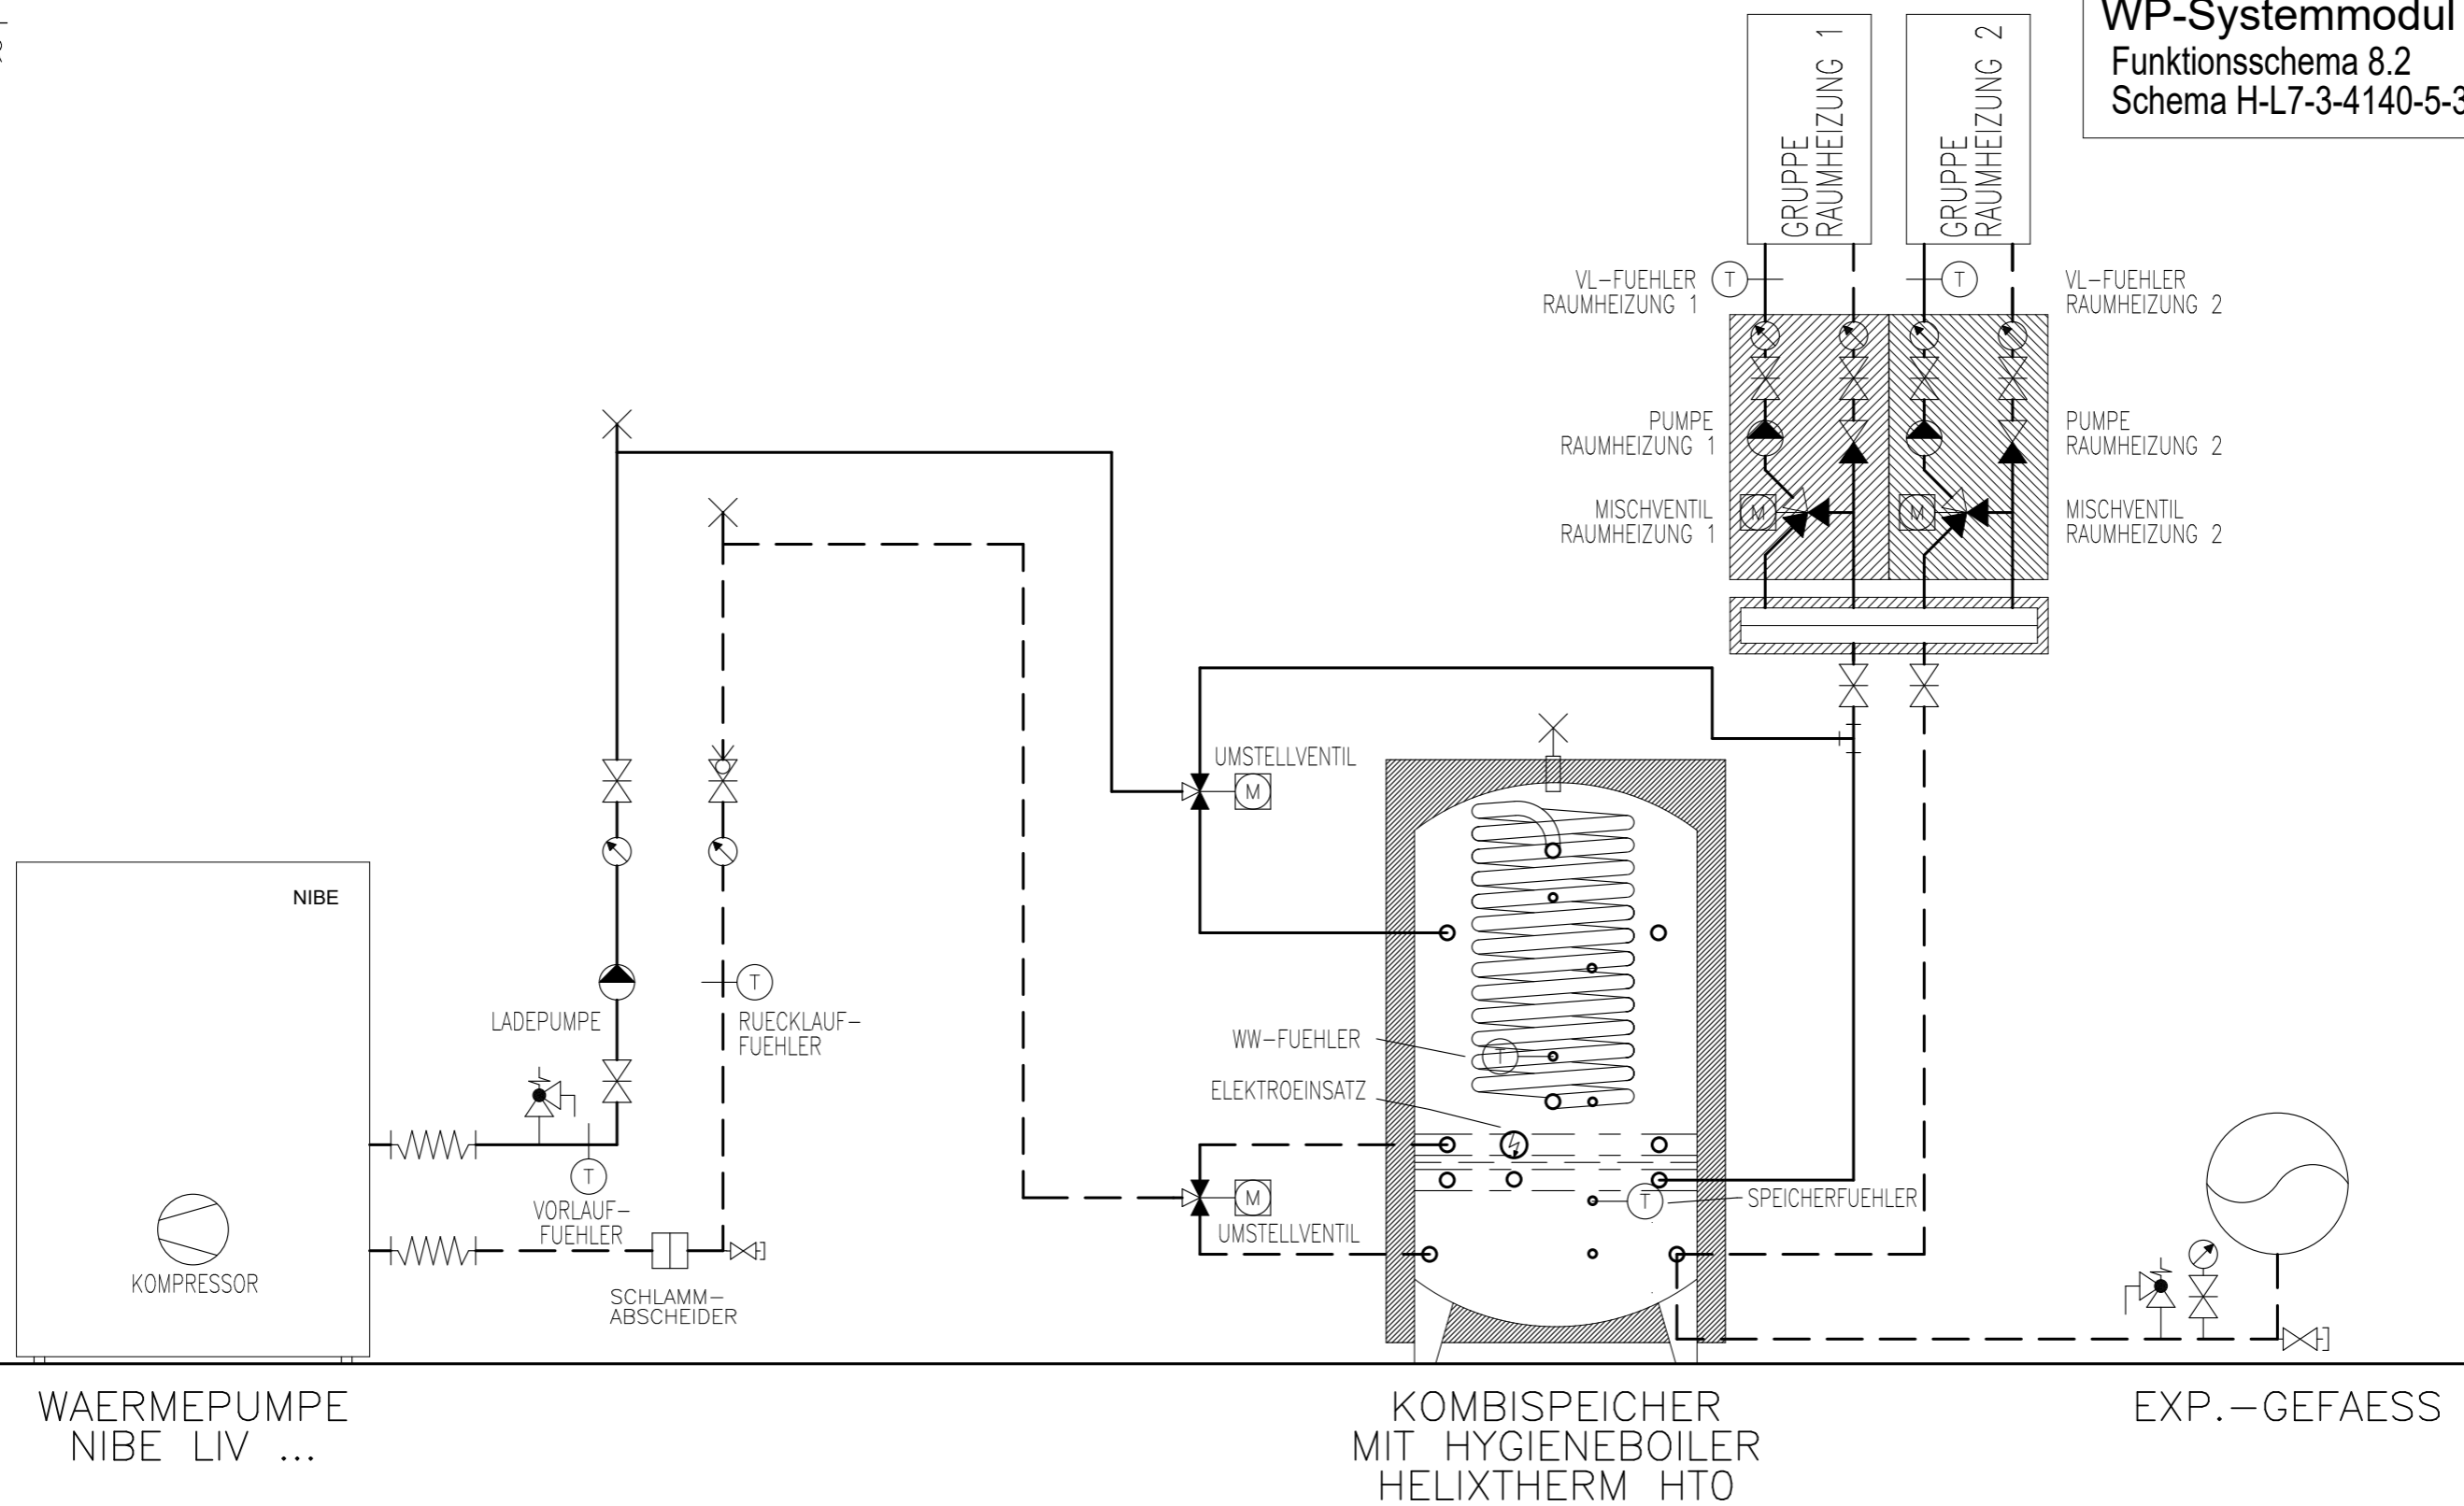 WP-Systemmodul
Funktionsschema 8.2
Schema H-L7-3-4140-5-3
GRUPPE
RAUMHEIZUNG 1
GRUPPE
RAUMHEIZUNG 2
VL-FUEHLER
RAUMHEIZUNG 1
T
T
VL-FUEHLER
RAUMHEIZUNG 2
PUMPE
RAUMHEIZUNG 1
PUMPE
RAUMHEIZUNG 2
MISCHVENTIL
RAUMHEIZUNG 1
M
M
MISCHVENTIL
RAUMHEIZUNG 2
UMSTELLVENTIL
M
NIBE
T
LADEPUMPE
RUECKLAUF-
FUEHLER
WW-FUEHLER
T
ELEKTROEINSATZ
T
VORLAUF-
FUEHLER
M
UMSTELLVENTIL
T
SPEICHERFUEHLER
KOMPRESSOR
SCHLAMM-
ABSCHEIDER
WAERMEPUMPE
NIBE LIV ...
KOMBISPEICHER
MIT HYGIENEBOILER
HELIXTHERM HTO
EXP.-GEFAESS